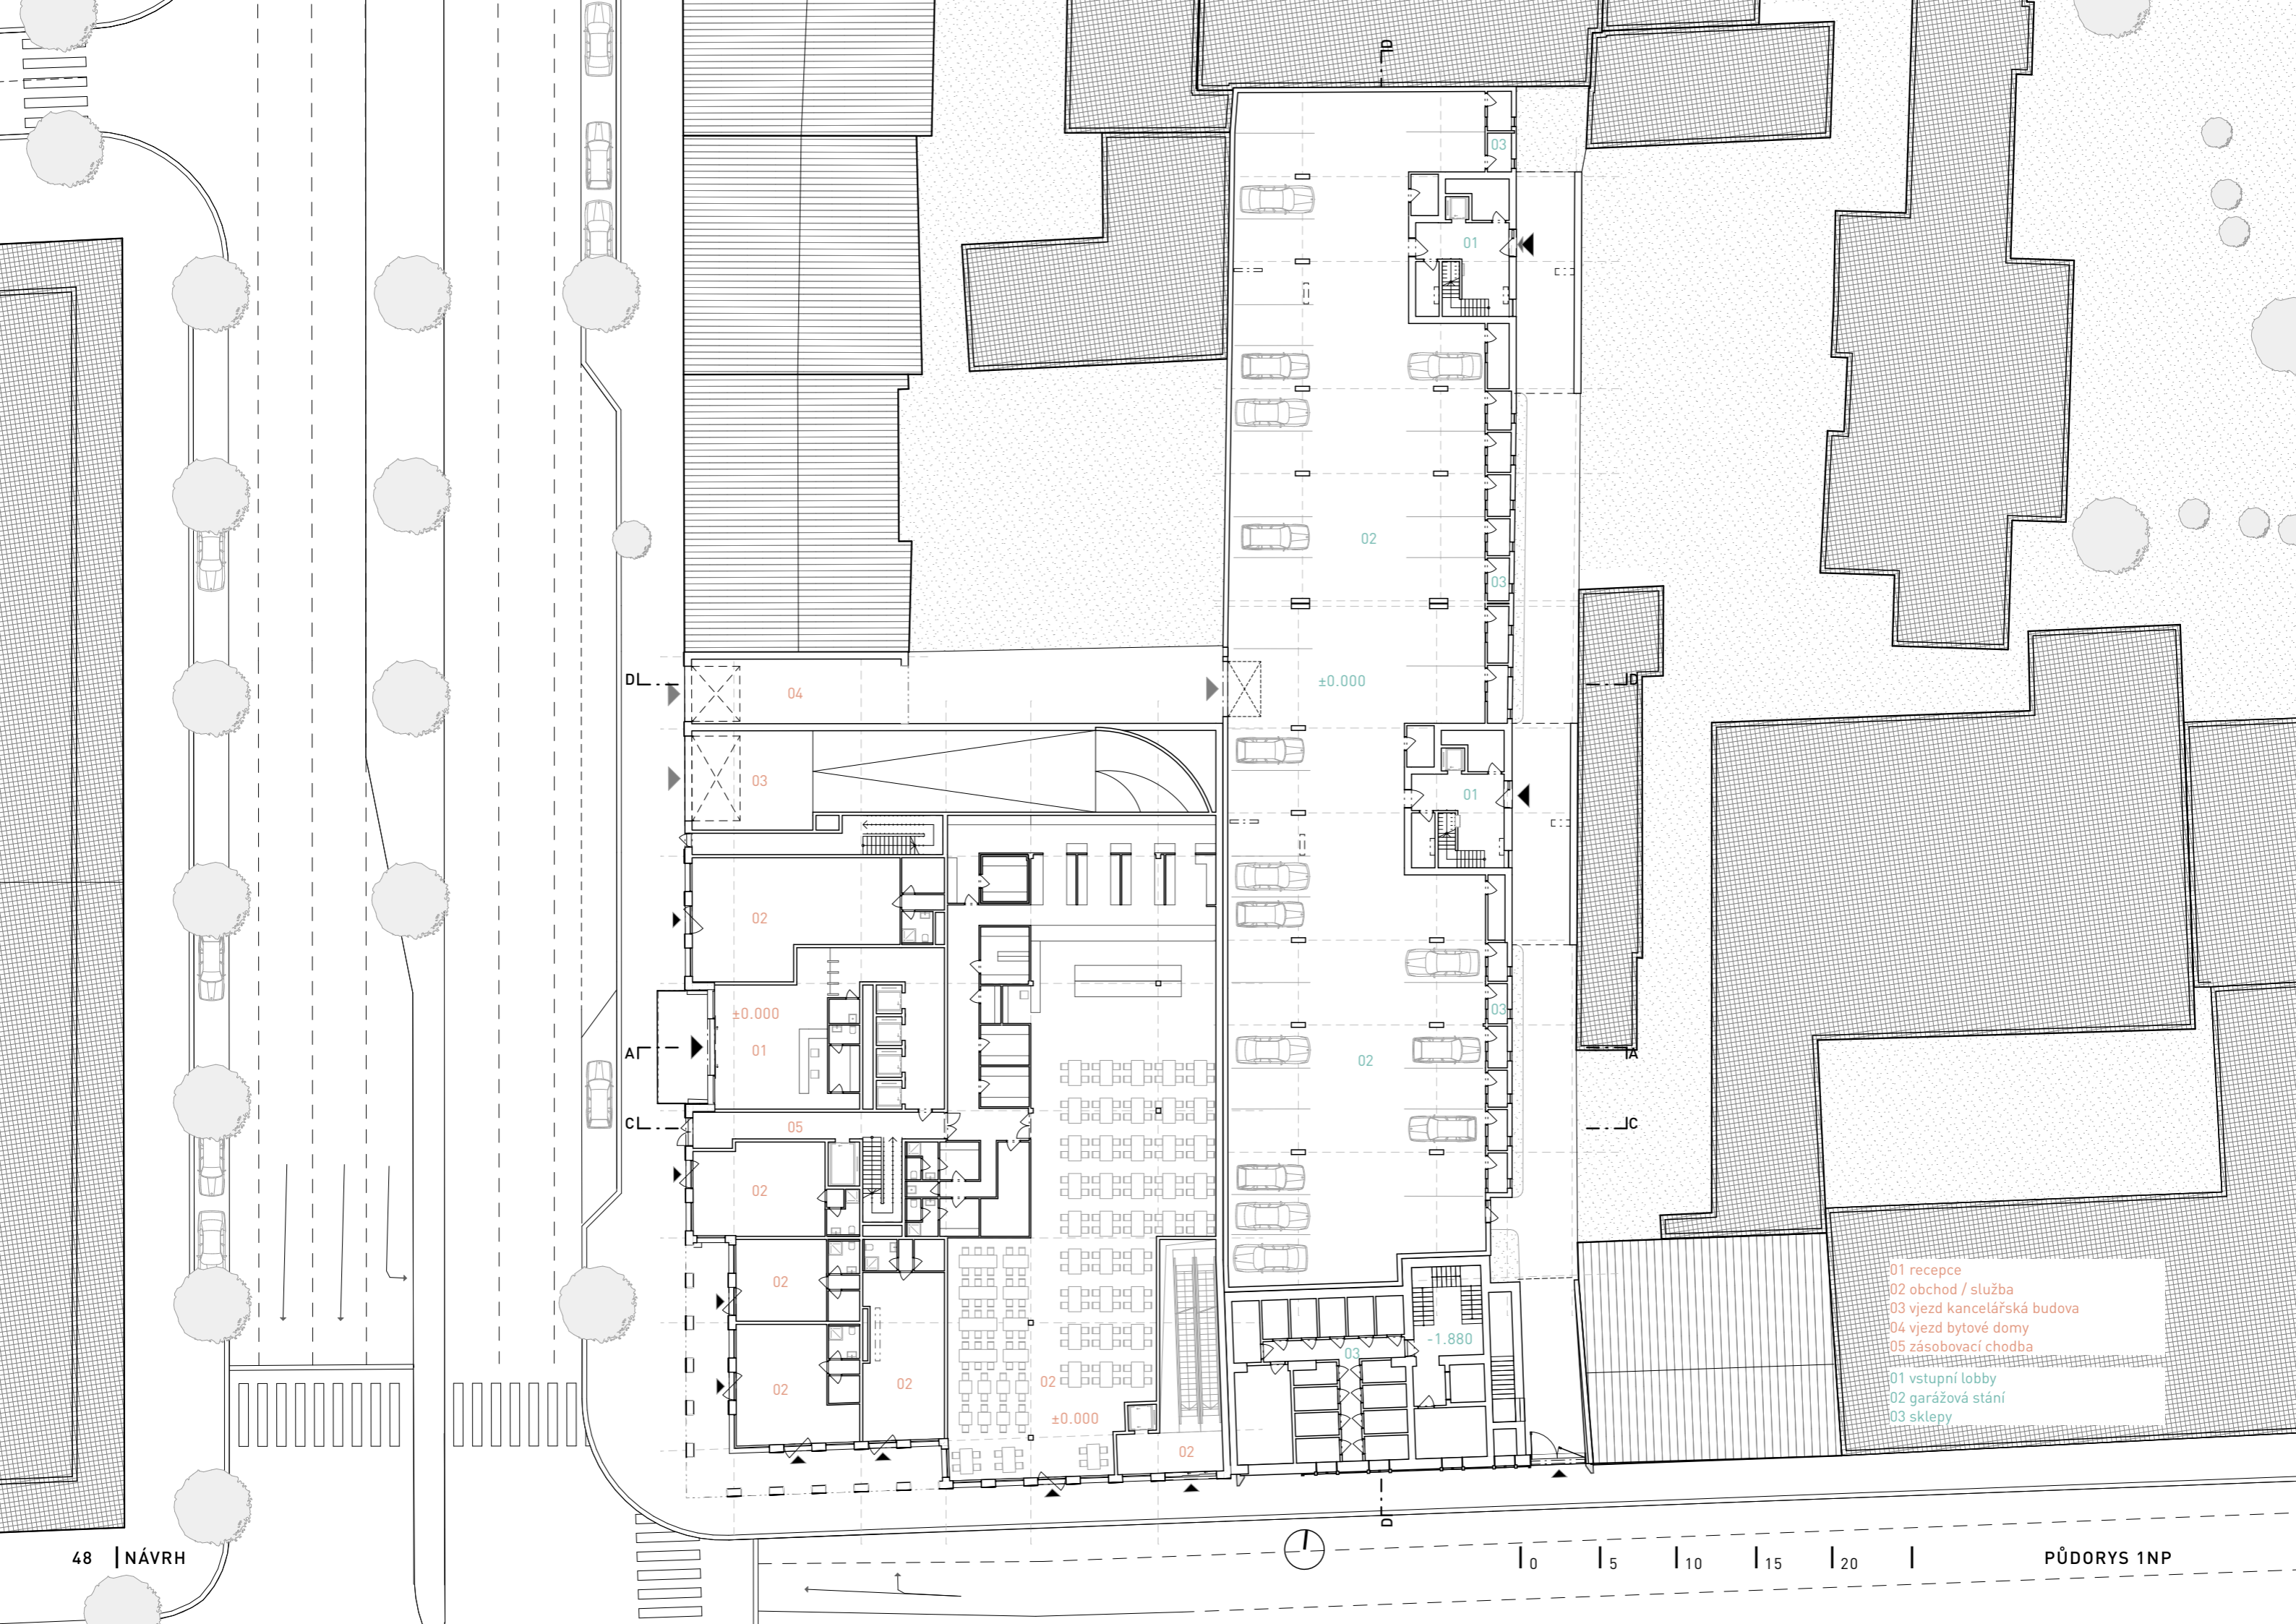 D
03
01
02
03
D
04
±0.000
D
03
01
02
±0.000
03
01
A
02
A
C
05
C
02
02
01 recepce
02 obchod / služba
03 vjezd kancelářská budova
-1.880
04 vjezd bytové domy
03
05 zásobovací chodba
02
02
02
01 vstupní lobby
02 garážová stání
±0.000
03 sklepy
02
D
48 | NÁVRH
0 5 10 15 20
PŮDORYS 1NP